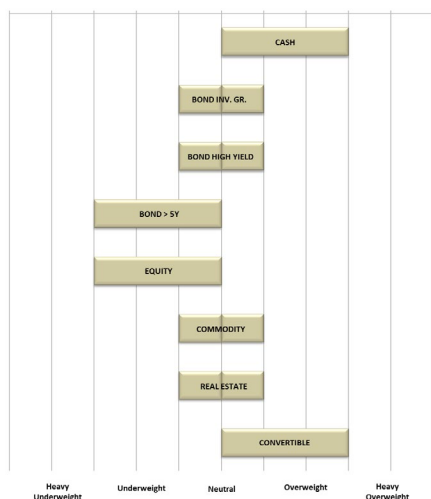 CASH
BOND INV. GR.
BOND HIGH YIELD
BOND > 5Y
EQUITY
COMMODITY
REAL ESTATE
CONVERTIBLE
Heavy Underweight Neutral Overweight Heavy
Underweight Overweight